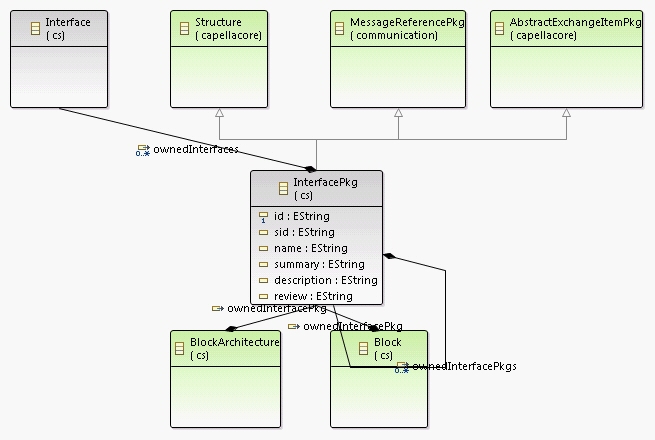 Interface
( cs)
Structure
( capellacore)
MessageReferencePkg
( communication)
AbstractExchangeItemPkg
( capellacore)
0..*
ownedInterfaces
InterfacePkg
( cs)
id : EString
sid : EString
name : EString
summary : EString
description : EString
review : EString
ownedInterfacePkg
ownedInterfacePkg
BlockArchitecture
( cs)
Block
( cs)
0..*
ownedInterfacePkgs